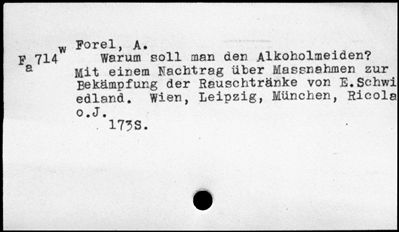 w Forel, A.
Fa 714 Warum soll man den Alkoholmeiden?
Mit einem Nachtrag über Massnahmen zur
Bekämpfung der Rauschtränke von E.Schwi
edland. Wien, Leipzig, München, Ricola
o.J.
173S.